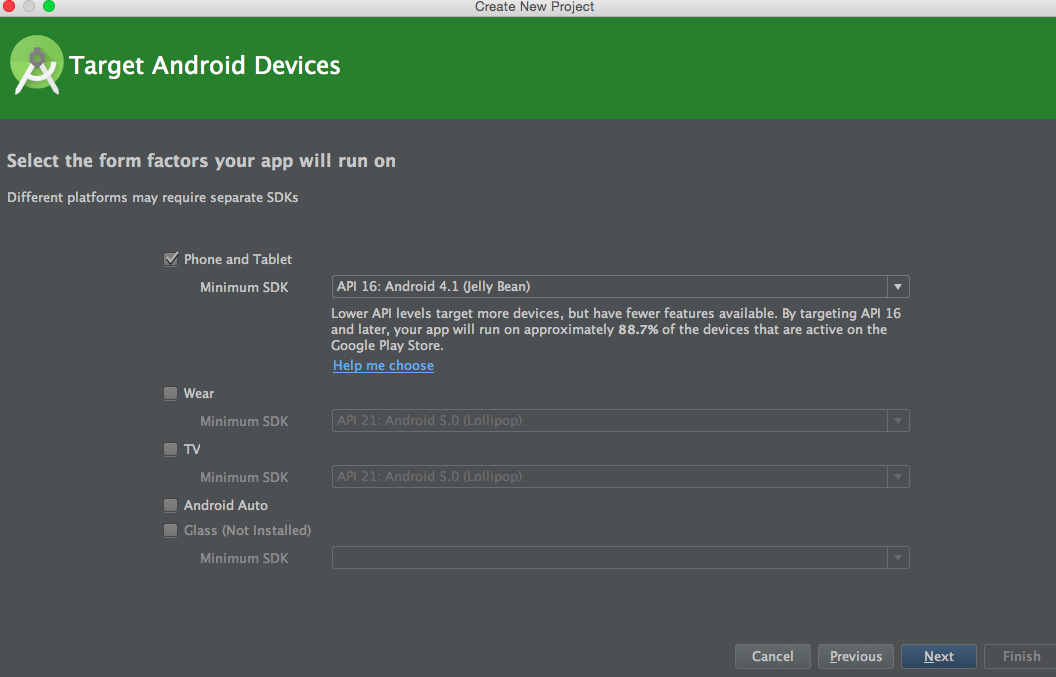 Create New Project
Target Android Devices
Select the form factors your app will run on
Different platforms may require separate SDKs
Phone and Tablet
Minimum SDK
API 16: Android 4.1 (Jelly Bean)
Lower API levels target more devices, but have fewer features available. By targeting API 16
and later, your app will run on approximately 88.7% of the devices that are active on the
Google Play Store.
Help me choose
Wear
Minimum SDK
API 21: Android 5.0 (Lollipop)
TV
Minimum SDK
API 21: Android 5.0 (Lollipop)
Android Auto
Glass (Not Installed)
Minimum SDK
Cancel
Previous
Next
Finish